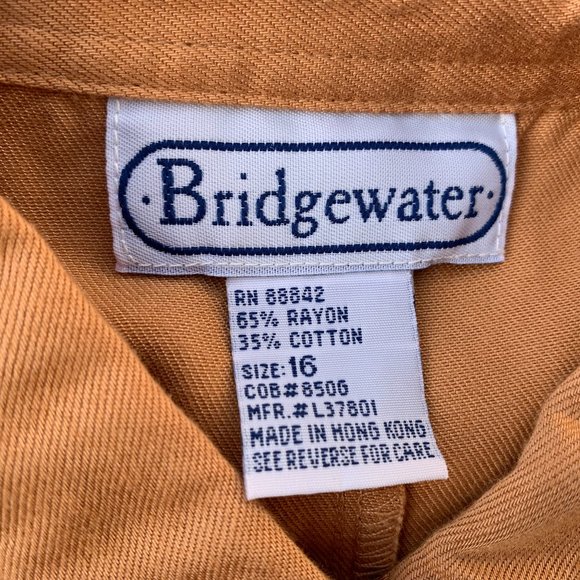 ·Bridgewater·
RN 88842
65% RAYON
35% COTTON
SIZE: 16
COB#8506
MFR.# L37801
MADE IN HONG KONG
SEE REVERSE FOR CARE